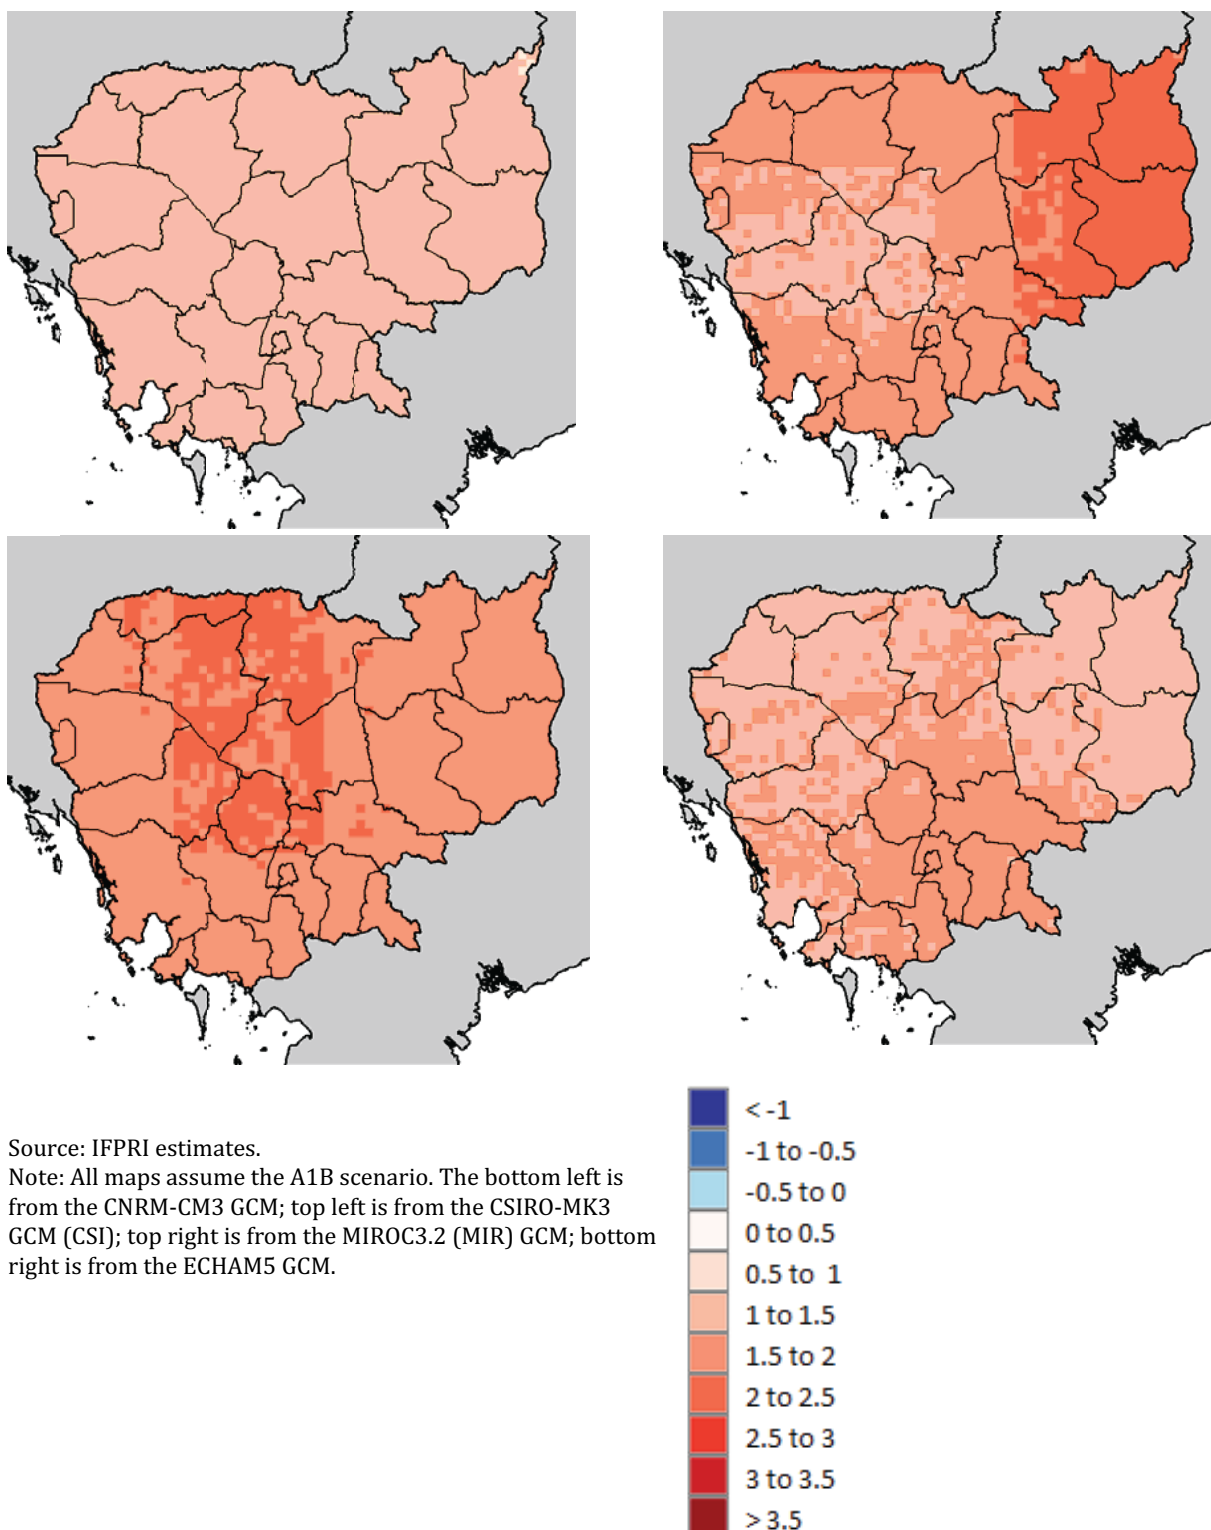 Source: IFPRI estimates.
Note: All maps assume the A1B scenario. The bottom left is
from the CNRM-CM3 GCM; top left is from the CSIRO-MK3
GCM (CSI); top right is from the MIROC3.2 (MIR) GCM; bottom
right is from the ECHAM5 GCM.
< -1
-1 to -0.5
-0.5 to 0
0 to 0.5
0.5 to 1
1 to 1.5
1.5 to 2
2 to 2.5
2.5 to 3
3 to 3.5
> 3.5